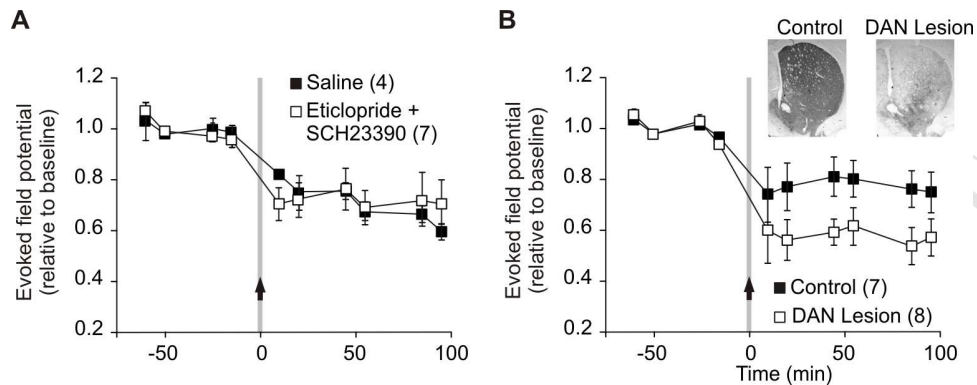 A
Evoked field potential
(relative to baseline)
1.2
1.0
0.8
0.6
0.4
0.2
-50
0
50
100
Saline (4)
Eticlopride +
SCH23390 (7)
B
Control
DAN Lesion
Evoked field potential
(relative to baseline)
1.2
1.0
0.8
0.6
0.4
0.2
-50
0
50
100
Time (min)
Control (7)
DAN Lesion (8)